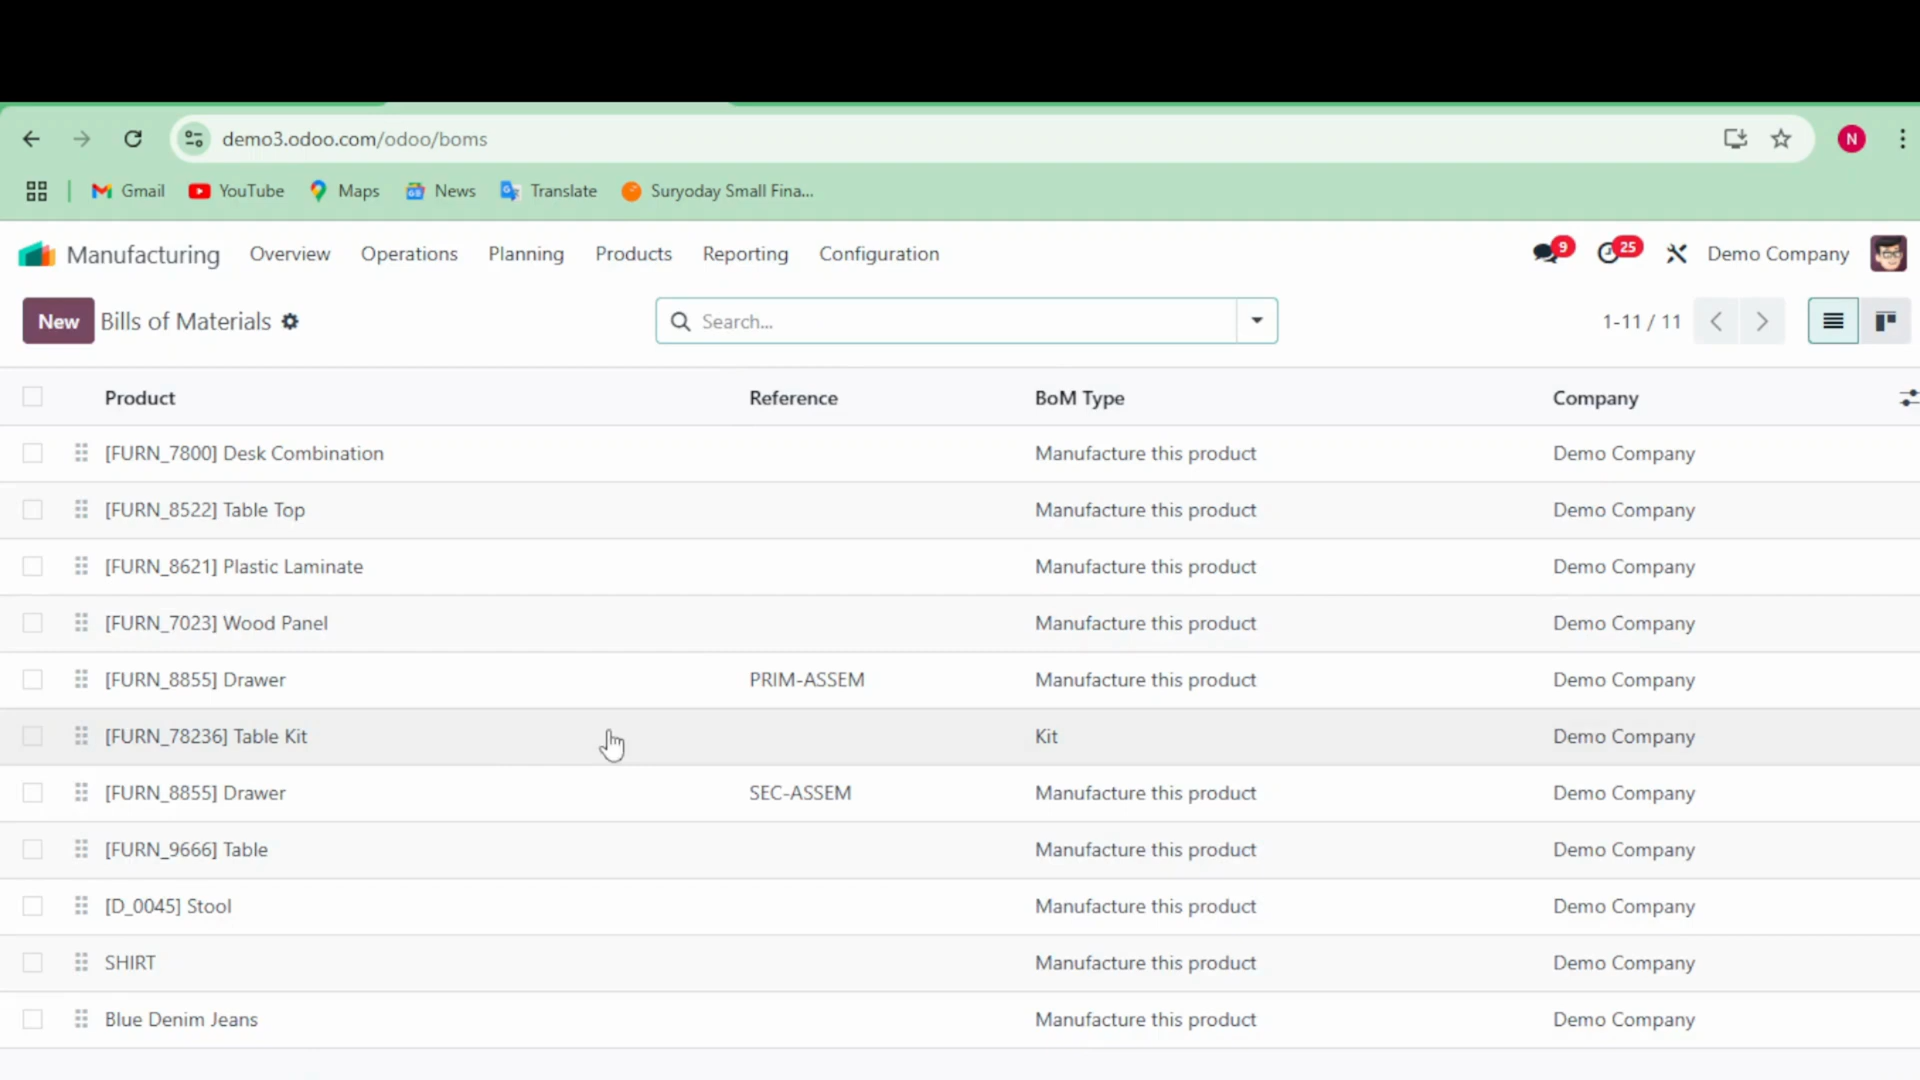 demo3.odoo.com/odoo/boms
N
Gmail YouTube Maps News Translate Suryoday Small Fina...
Manufacturing Overview Operations Planning Products Reporting Configuration 9 25 Demo Company
New Bills of Materials Search... 1-11 / 11
Product Reference BoM Type Company
[FURN_7800] Desk Combination Manufacture this product Demo Company
[FURN_8522] Table Top Manufacture this product Demo Company
[FURN_8621] Plastic Laminate Manufacture this product Demo Company
[FURN_7023] Wood Panel Manufacture this product Demo Company
[FURN_8855] Drawer PRIM-ASSEM Manufacture this product Demo Company
[FURN_78236] Table Kit Kit Demo Company
[FURN_8855] Drawer SEC-ASSEM Manufacture this product Demo Company
[FURN_9666] Table Manufacture this product Demo Company
[D_0045] Stool Manufacture this product Demo Company
SHIRT Manufacture this product Demo Company
Blue Denim Jeans Manufacture this product Demo Company